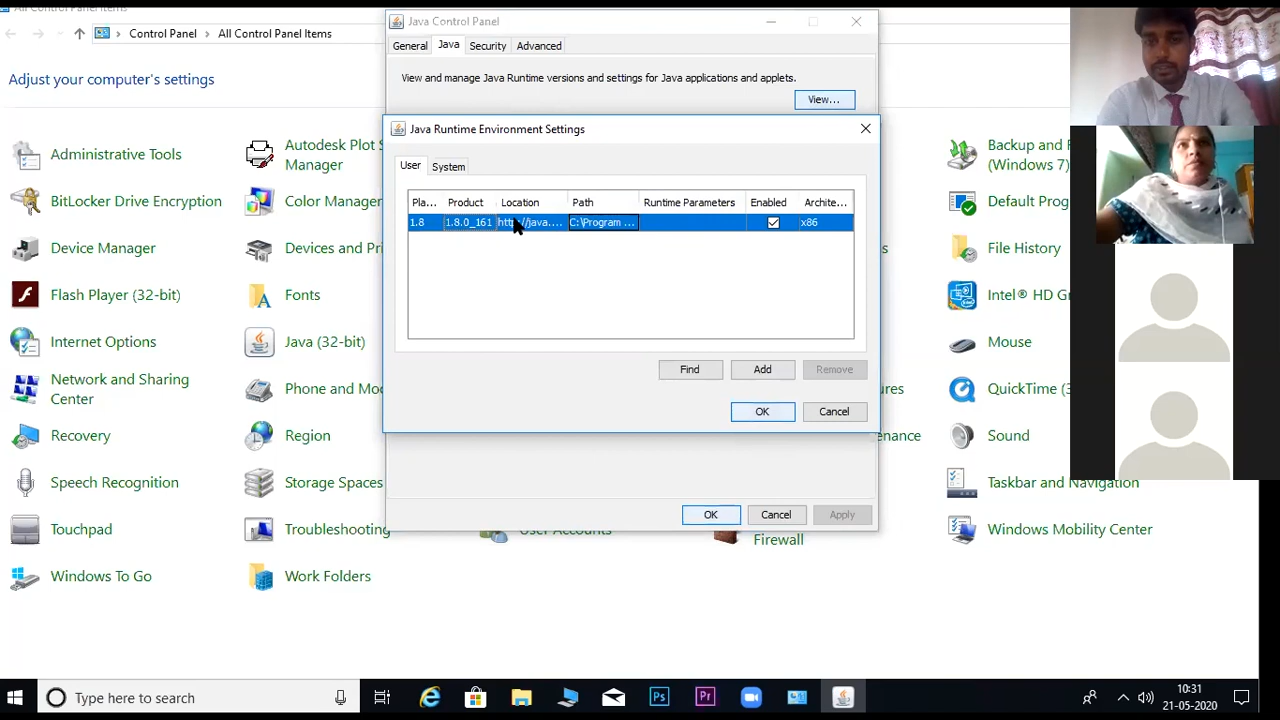 All Control Panel Items
Control Panel
All Control Panel Items
Adjust your computer's settings
Java Control Panel
General
Java
Security
Advanced
View and manage Java Runtime versions and settings for Java applications and applets.
View...
Java Runtime Environment Settings
User
System
Pla...
Product
Location
Path
Runtime Parameters
Enabled
Archite...
1.8
1.8.0_161
http://java....
C:\Program ...
x86
Find
Add
Remove
OK
Cancel
OK
Cancel
Apply
Administrative Tools
BitLocker Drive Encryption
Device Manager
Flash Player (32-bit)
Internet Options
Network and Sharing
Center
Recovery
Speech Recognition
Touchpad
Windows To Go
Autodesk Plot S
Manager
Color Manager
Devices and Pri
Fonts
Java (32-bit)
Phone and Mo
Region
Storage Spaces
Troubleshooting
Work Folders
User Accounts
Firewall
Backup and R
(Windows 7)
Default Prog
File History
Intel® HD Gr
Mouse
QuickTime (3
Sound
Taskbar and Navigation
Windows Mobility Center
Type here to search
Ps
Pr
10:31
21-05-2020